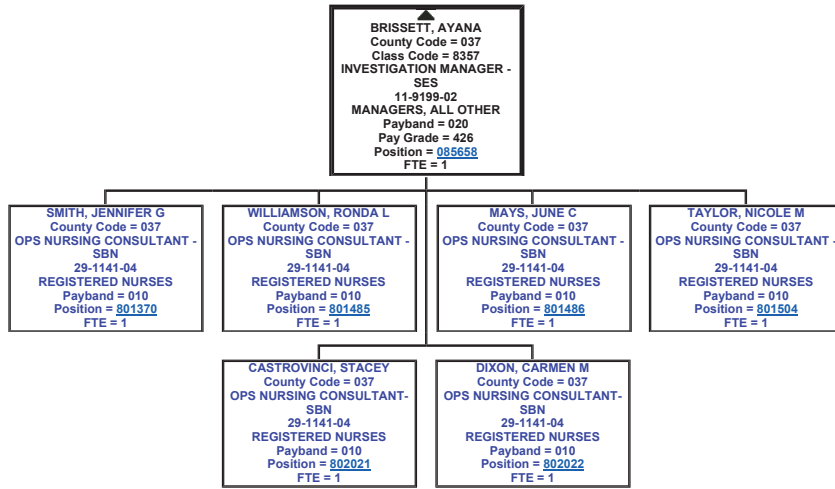 BRISSETT, AYANA
County Code = 037
Class Code = 8357
INVESTIGATION MANAGER -
SES
11-9199-02
MANAGERS, ALL OTHER
Payband = 020
Pay Grade = 426
Position = 085658
FTE = 1
SMITH, JENNIFER G
County Code = 037
OPS NURSING CONSULTANT -
SBN
29-1141-04
REGISTERED NURSES
Payband = 010
Position = 801370
FTE = 1
WILLIAMSON, RONDA L
County Code = 037
OPS NURSING CONSULTANT -
SBN
29-1141-04
REGISTERED NURSES
Payband = 010
Position = 801485
FTE = 1
MAYS, JUNE C
County Code = 037
OPS NURSING CONSULTANT -
SBN
29-1141-04
REGISTERED NURSES
Payband = 010
Position = 801486
FTE = 1
TAYLOR, NICOLE M
County Code = 037
OPS NURSING CONSULTANT -
SBN
29-1141-04
REGISTERED NURSES
Payband = 010
Position = 801504
FTE = 1
CASTROVINCI, STACEY
County Code = 037
OPS NURSING CONSULTANT-
SBN
29-1141-04
REGISTERED NURSES
Payband = 010
Position = 802021
FTE = 1
DIXON, CARMEN M
County Code = 037
OPS NURSING CONSULTANT-
SBN
29-1141-04
REGISTERED NURSES
Payband = 010
Position = 802022
FTE = 1